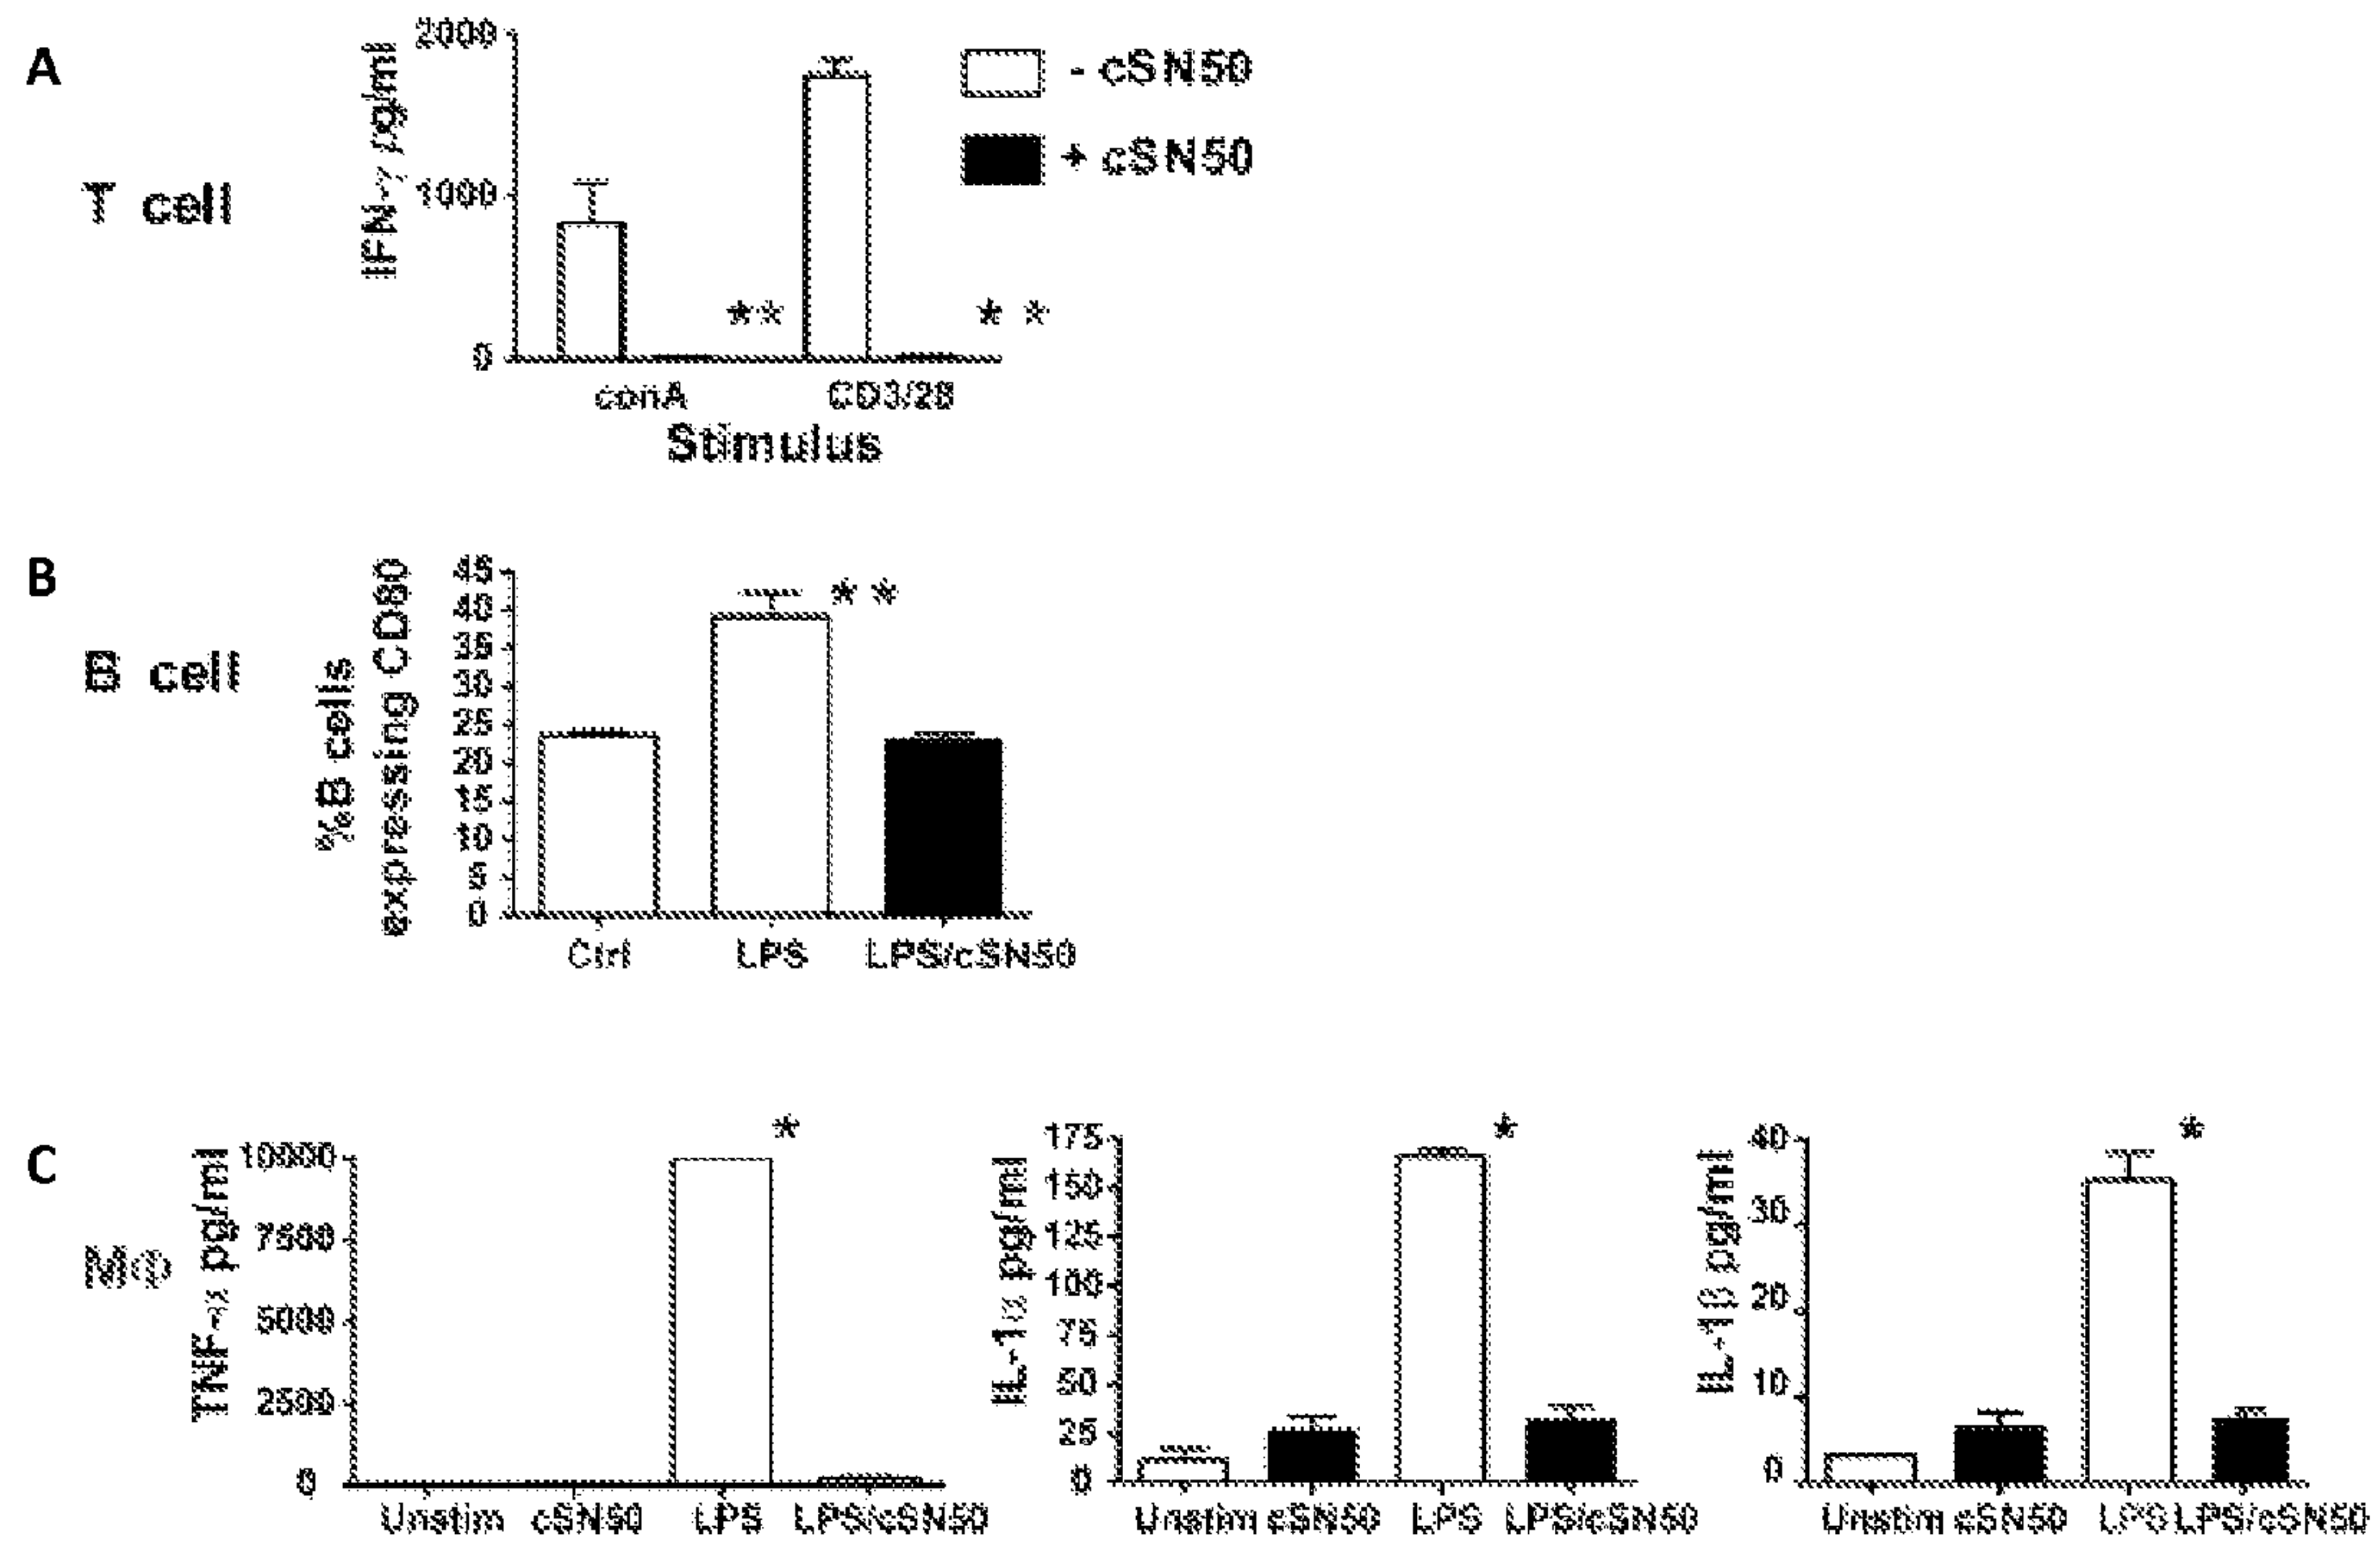 A
T cell
IFN-γ pg/ml
2000
1000
0
- cSN50
+ cSN50
**
* *
conA
CD3/28
Stimulus
B
B cell
%B cells
expressing CD80
45
40
35
30
25
20
15
10
5
0
* *
Ctrl
LPS
LPS/cSN50
C
MΦ
TNF-α pg/ml
10000
7500
5000
2500
0
*
Unstim cSN50 LPS LPS/cSN50
IL-1α pg/ml
175
150
125
100
75
50
25
0
*
Unstim cSN50 LPS LPS/cSN50
IL-1β pg/ml
40
30
20
10
0
*
Unstim cSN50 LPS LPS/cSN50